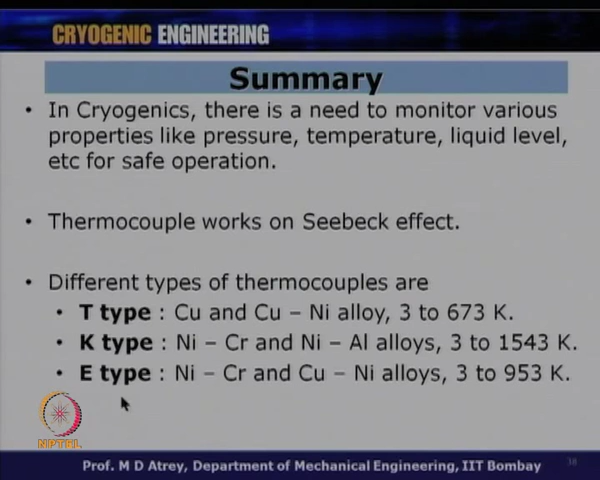 CRYOGENIC ENGINEERING
Summary
• In Cryogenics, there is a need to monitor various
properties like pressure, temperature, liquid level,
etc for safe operation.
• Thermocouple works on Seebeck effect.
• Different types of thermocouples are
• T type : Cu and Cu – Ni alloy, 3 to 673 K.
• K type : Ni – Cr and Ni – Al alloys, 3 to 1543 K.
• E type : Ni – Cr and Cu – Ni alloys, 3 to 953 K.
NPTEL
Prof. M D Atrey, Department of Mechanical Engineering, IIT Bombay
38